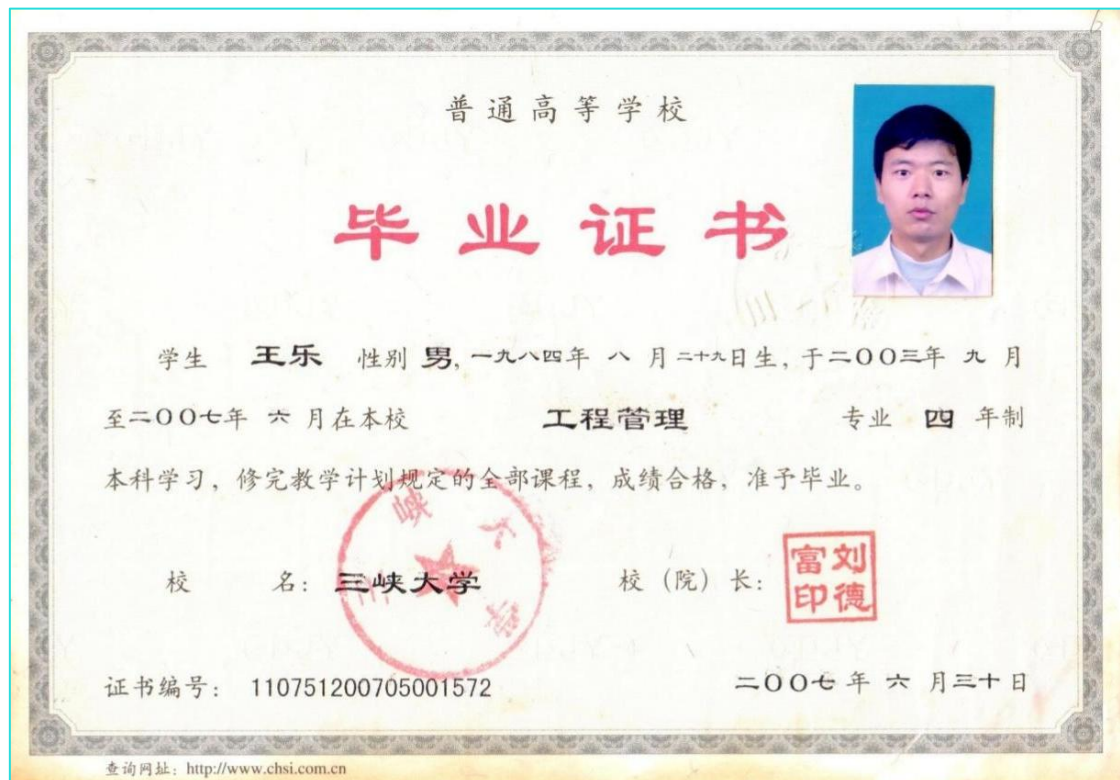 普通高等学校
毕业证书
学生 王乐 性别 男, 一九八四年 八 月二十九日生, 于二OO三年 九 月
至二OO七年 六 月在本校 工程管理 专业 四 年制
本科学习, 修完教学计划规定的全部课程, 成绩合格, 准予毕业。
校 名: 三峡大学 校 (院) 长: 刘德富印
三峡大学
证书编号: 110751200705001572 二OO七 年 六 月三十日
查询网址: http://www.chsi.com.cn